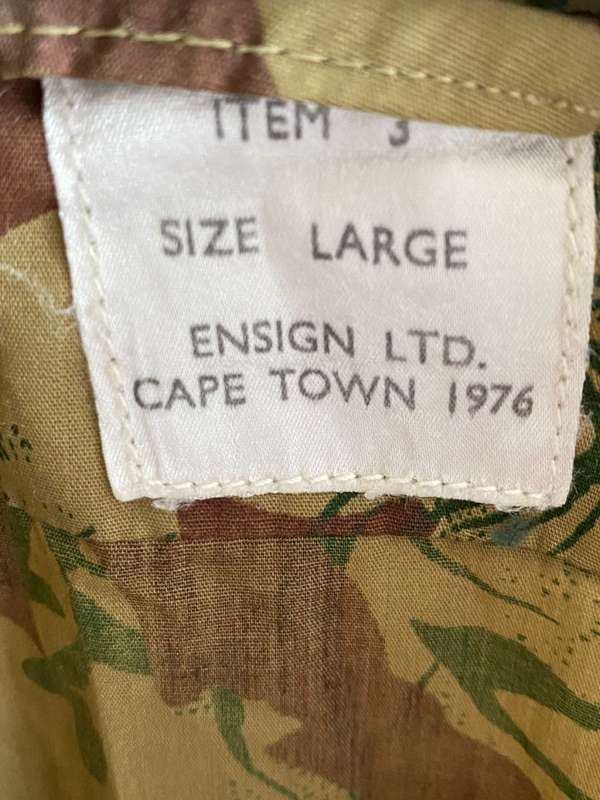 ITEM 3
SIZE LARGE
ENSIGN LTD.
CAPE TOWN 1976